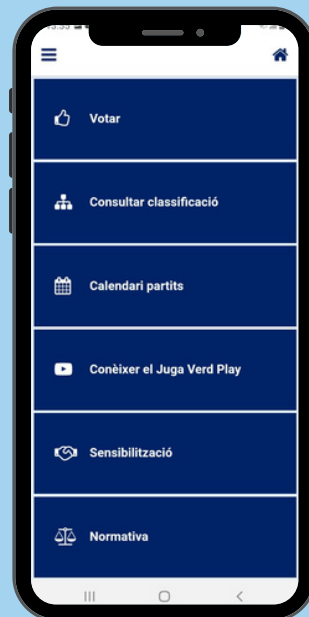 Votar
Consultar classificació
Calendari partits
Conèixer el Juga Verd Play
Sensibilització
Normativa